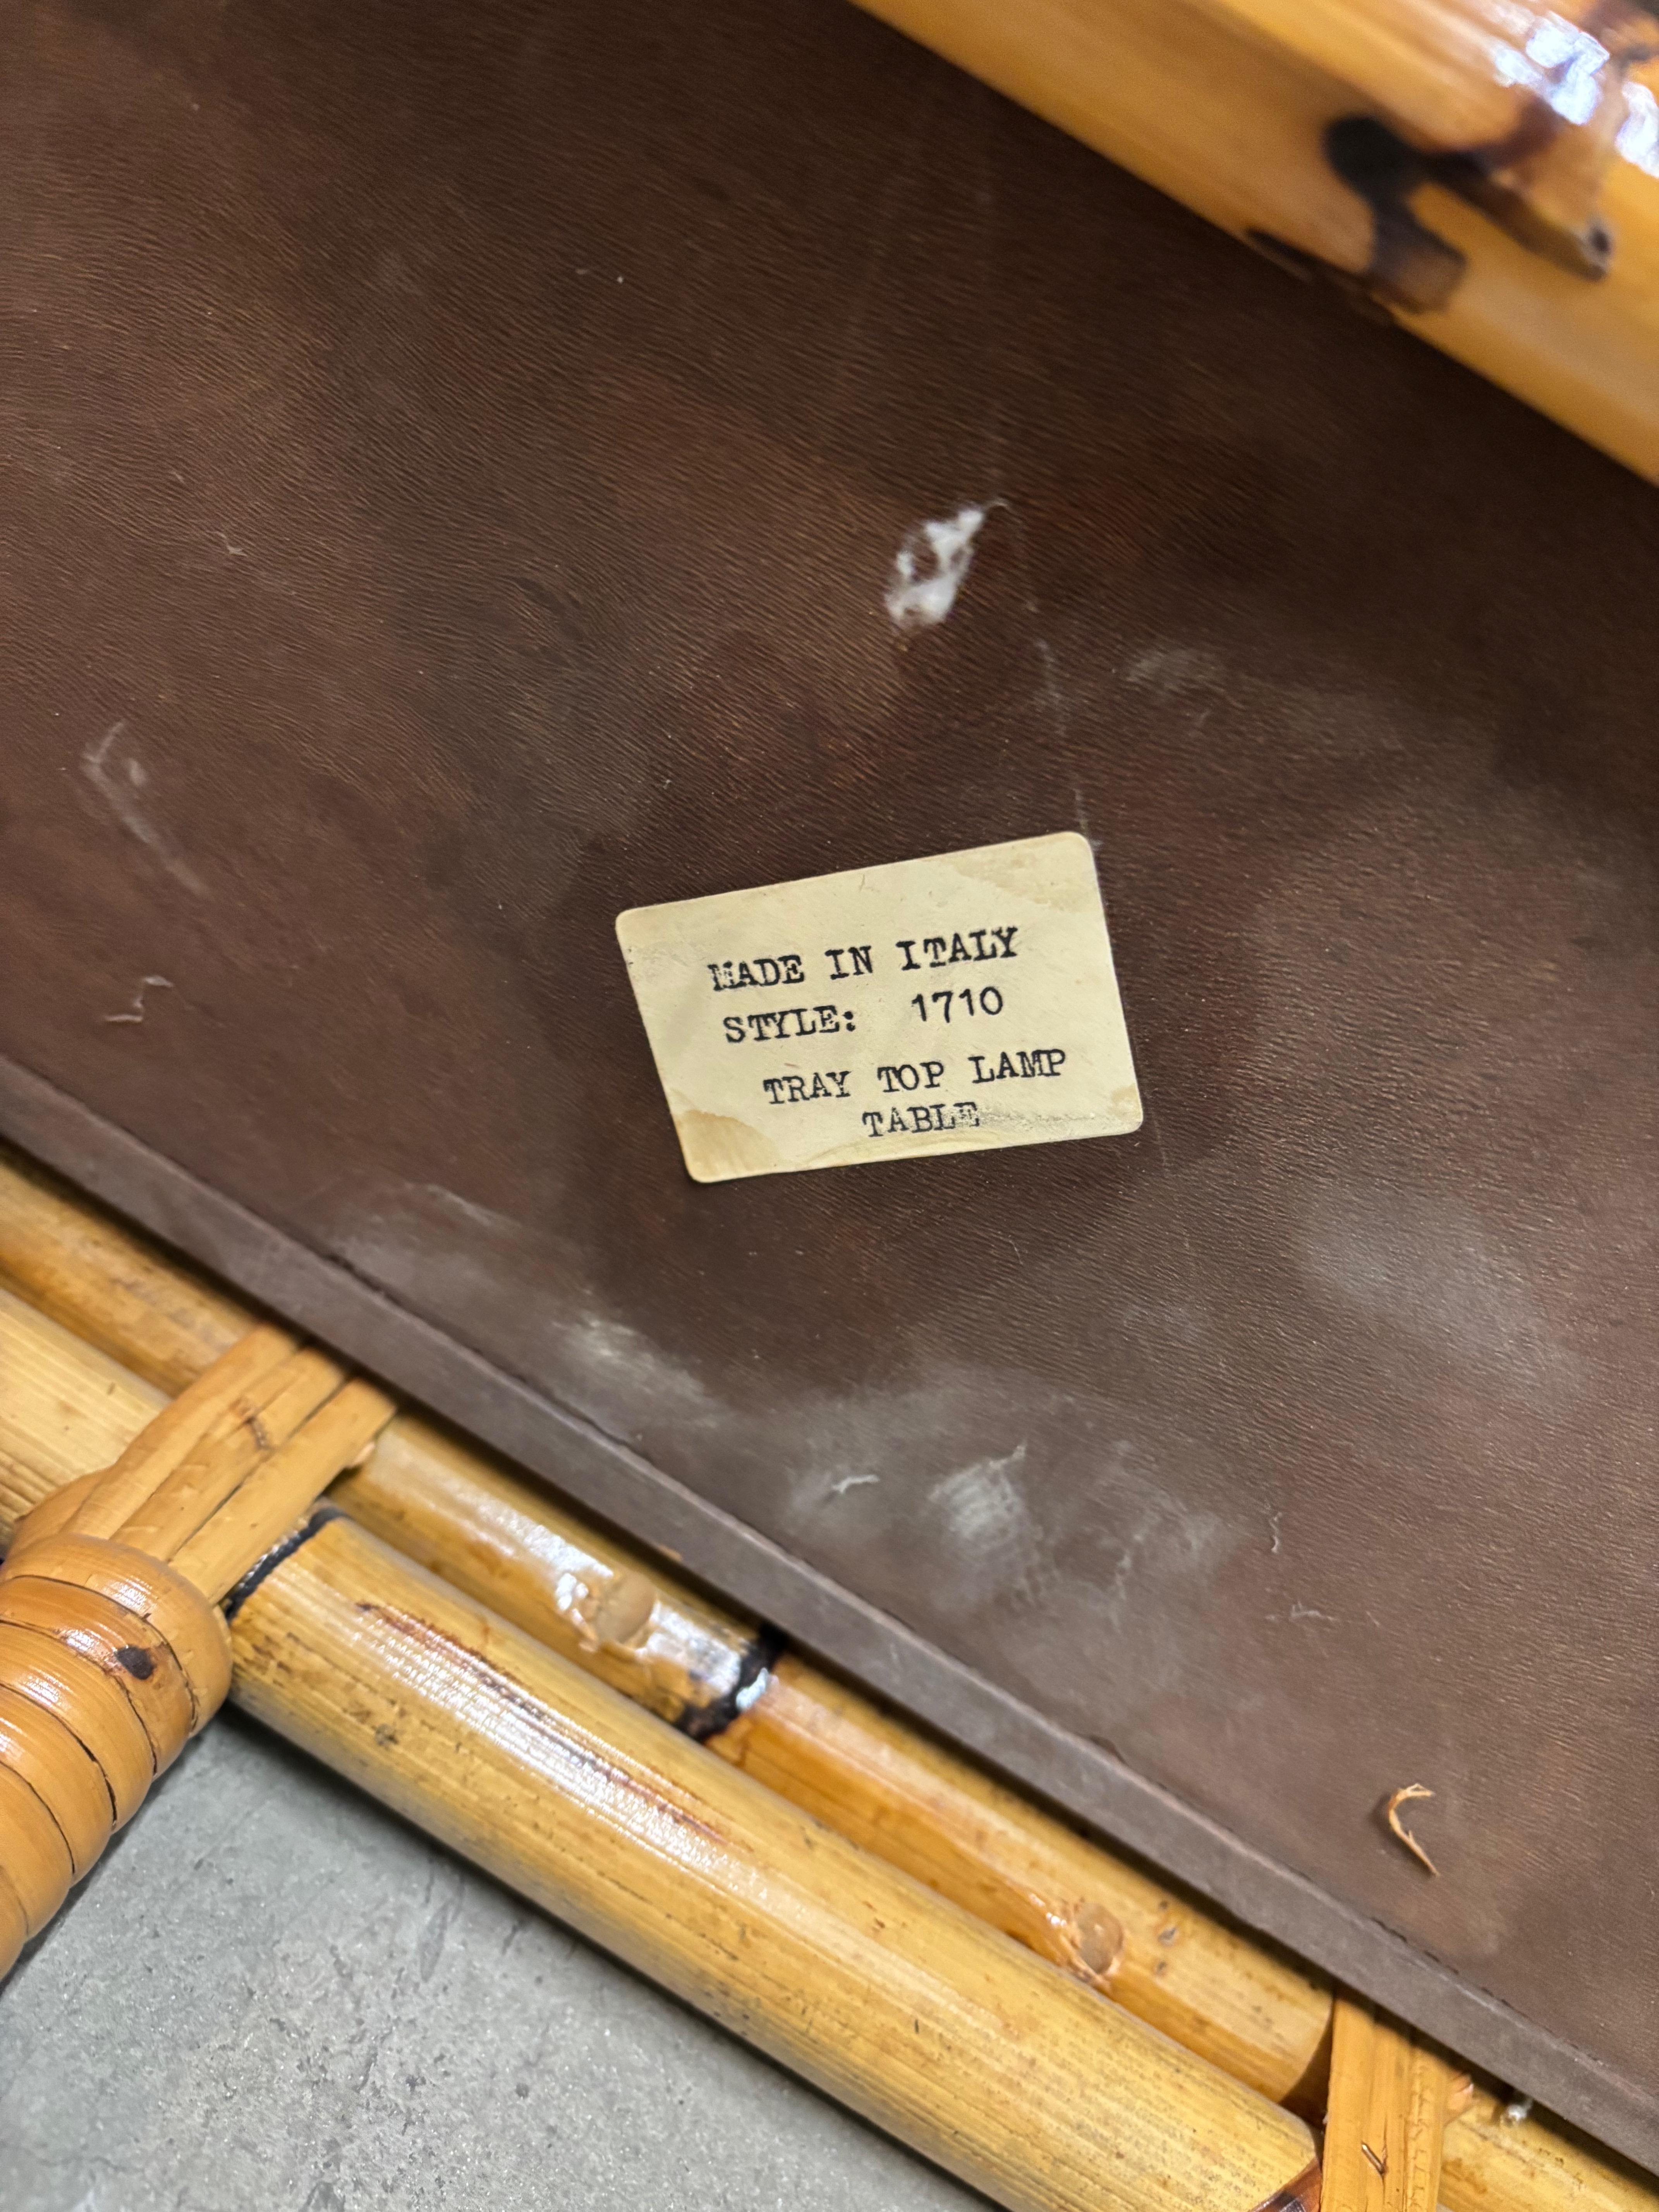 MADE IN ITALY
STYLE: 1710
TRAY TOP LAMP
TABLE